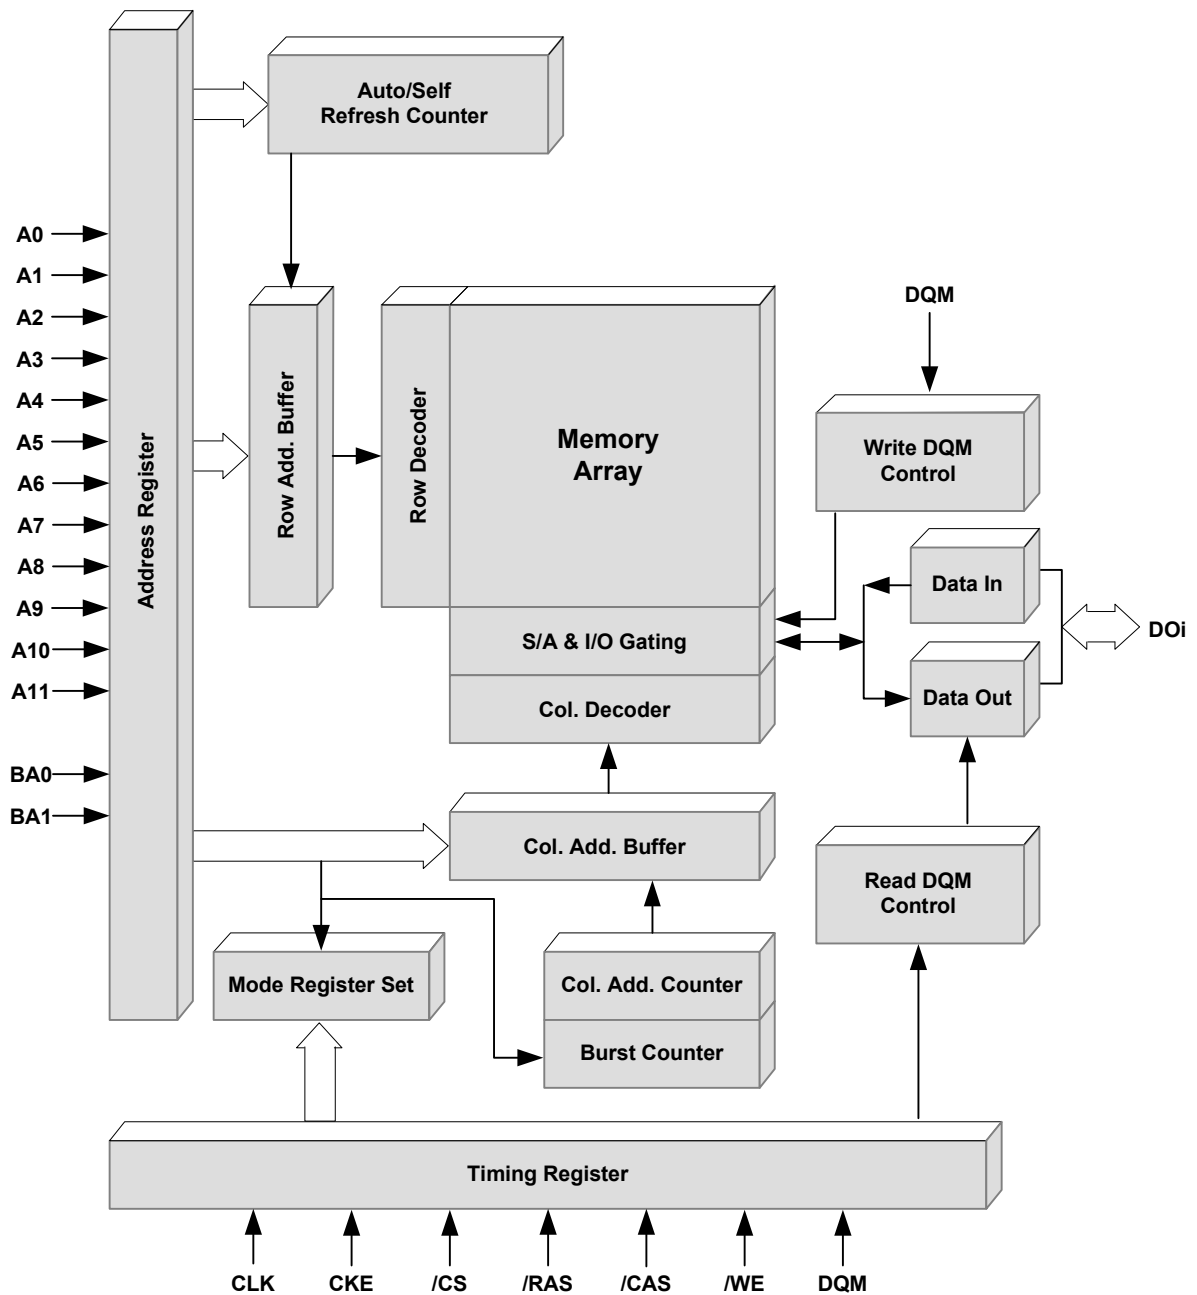 Auto/Self
Refresh Counter
A0
A1
A2
A3
A4
A5
A6
A7
A8
A9
A10
A11
BA0
BA1
Address Register
Row Add. Buffer
Row Decoder
Memory
Array
S/A & I/O Gating
Col. Decoder
DQM
Write DQM
Control
Data In
Data Out
DOi
Col. Add. Buffer
Read DQM
Control
Mode Register Set
Col. Add. Counter
Burst Counter
Timing Register
CLK
CKE
/CS
/RAS
/CAS
/WE
DQM